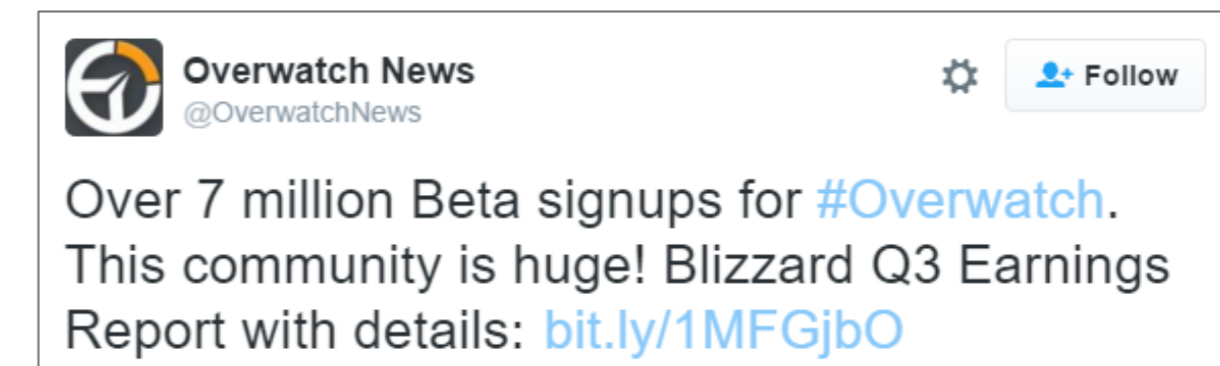 Overwatch News
Follow
@OverwatchNews
Over 7 million Beta signups for #Overwatch.
This community is huge! Blizzard Q3 Earnings
Report with details: bit.ly/1MFGjbO